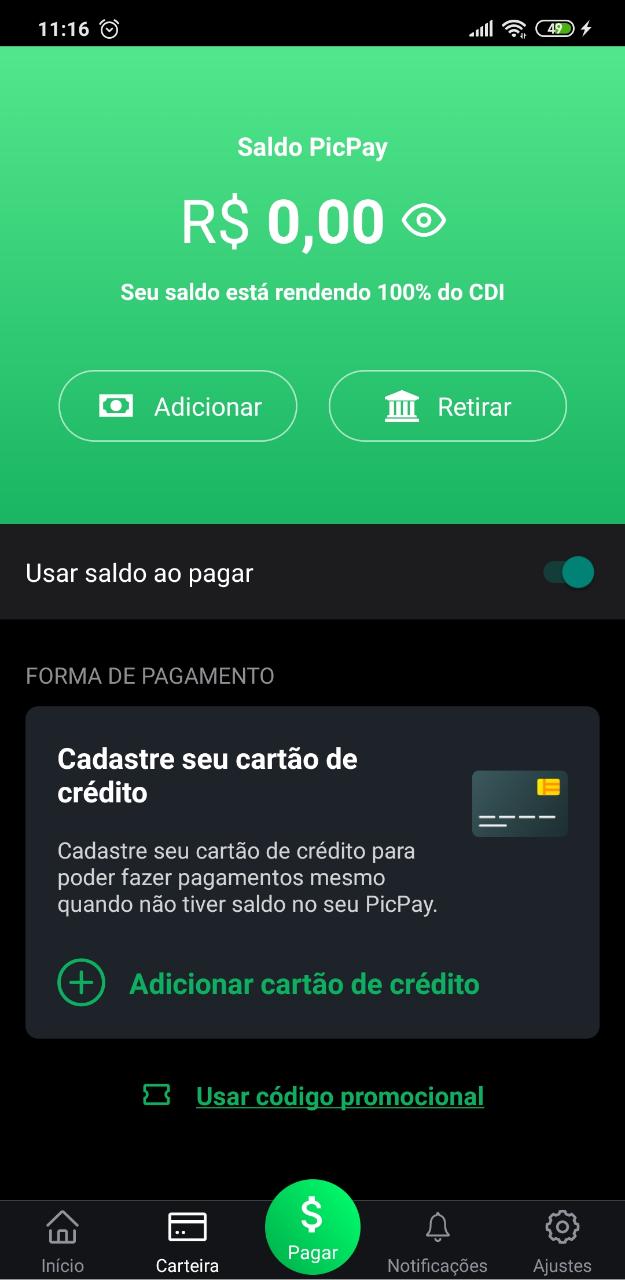 11:16
49
Saldo PicPay
R$ 0,00
Seu saldo está rendendo 100% do CDI
Adicionar
Retirar
Usar saldo ao pagar
FORMA DE PAGAMENTO
Cadastre seu cartão de
crédito
Cadastre seu cartão de crédito para
poder fazer pagamentos mesmo
quando não tiver saldo no seu PicPay.
Adicionar cartão de crédito
Usar código promocional
$
Início
Carteira
Pagar
Notificações
Ajustes